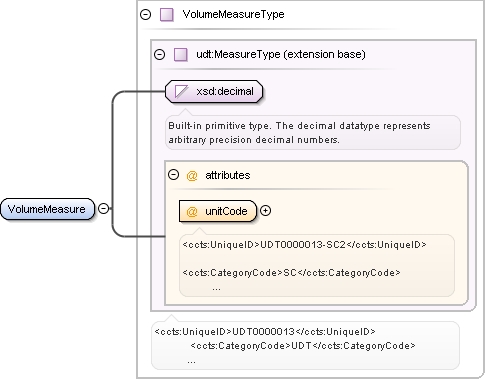 VolumeMeasureType
udt:MeasureType (extension base)
xsd:decimal
Built-in primitive type. The decimal datatype represents
arbitrary precision decimal numbers.
@ attributes
VolumeMeasure
@ unitCode
<ccts:UniqueID>UDT0000013-SC2</ccts:UniqueID>
<ccts:CategoryCode>SC</ccts:CategoryCode>
...
<ccts:UniqueID>UDT0000013</ccts:UniqueID>
<ccts:CategoryCode>UDT</ccts:CategoryCode>
...